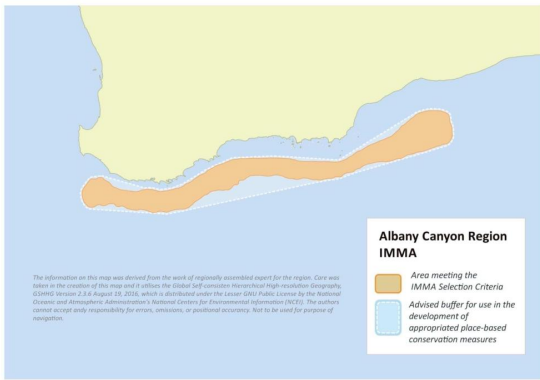 Albany Canyon Region
IMMA
Area meeting the
IMMA Selection Criteria
Advised buffer for use in the
development of
appropriated place-based
conservation measures
The information on this map was derived from the work of regionally assembled expert for the region. Care was
taken in the creation of this map and it utilises the Global Self-consisten Hierarchical High-resolution Geography,
GSHHG Version 2.3.6 August 19, 2016, which is distributed under the Lesser GNU Public License by the National
Oceanic and Atmospheric Adminstration's National Centers for Environmental Information (NCEI). The authors
cannot accept andy responsibility for errors, omissions, or positional accurancy. Not to be used for purpose of
navigation.